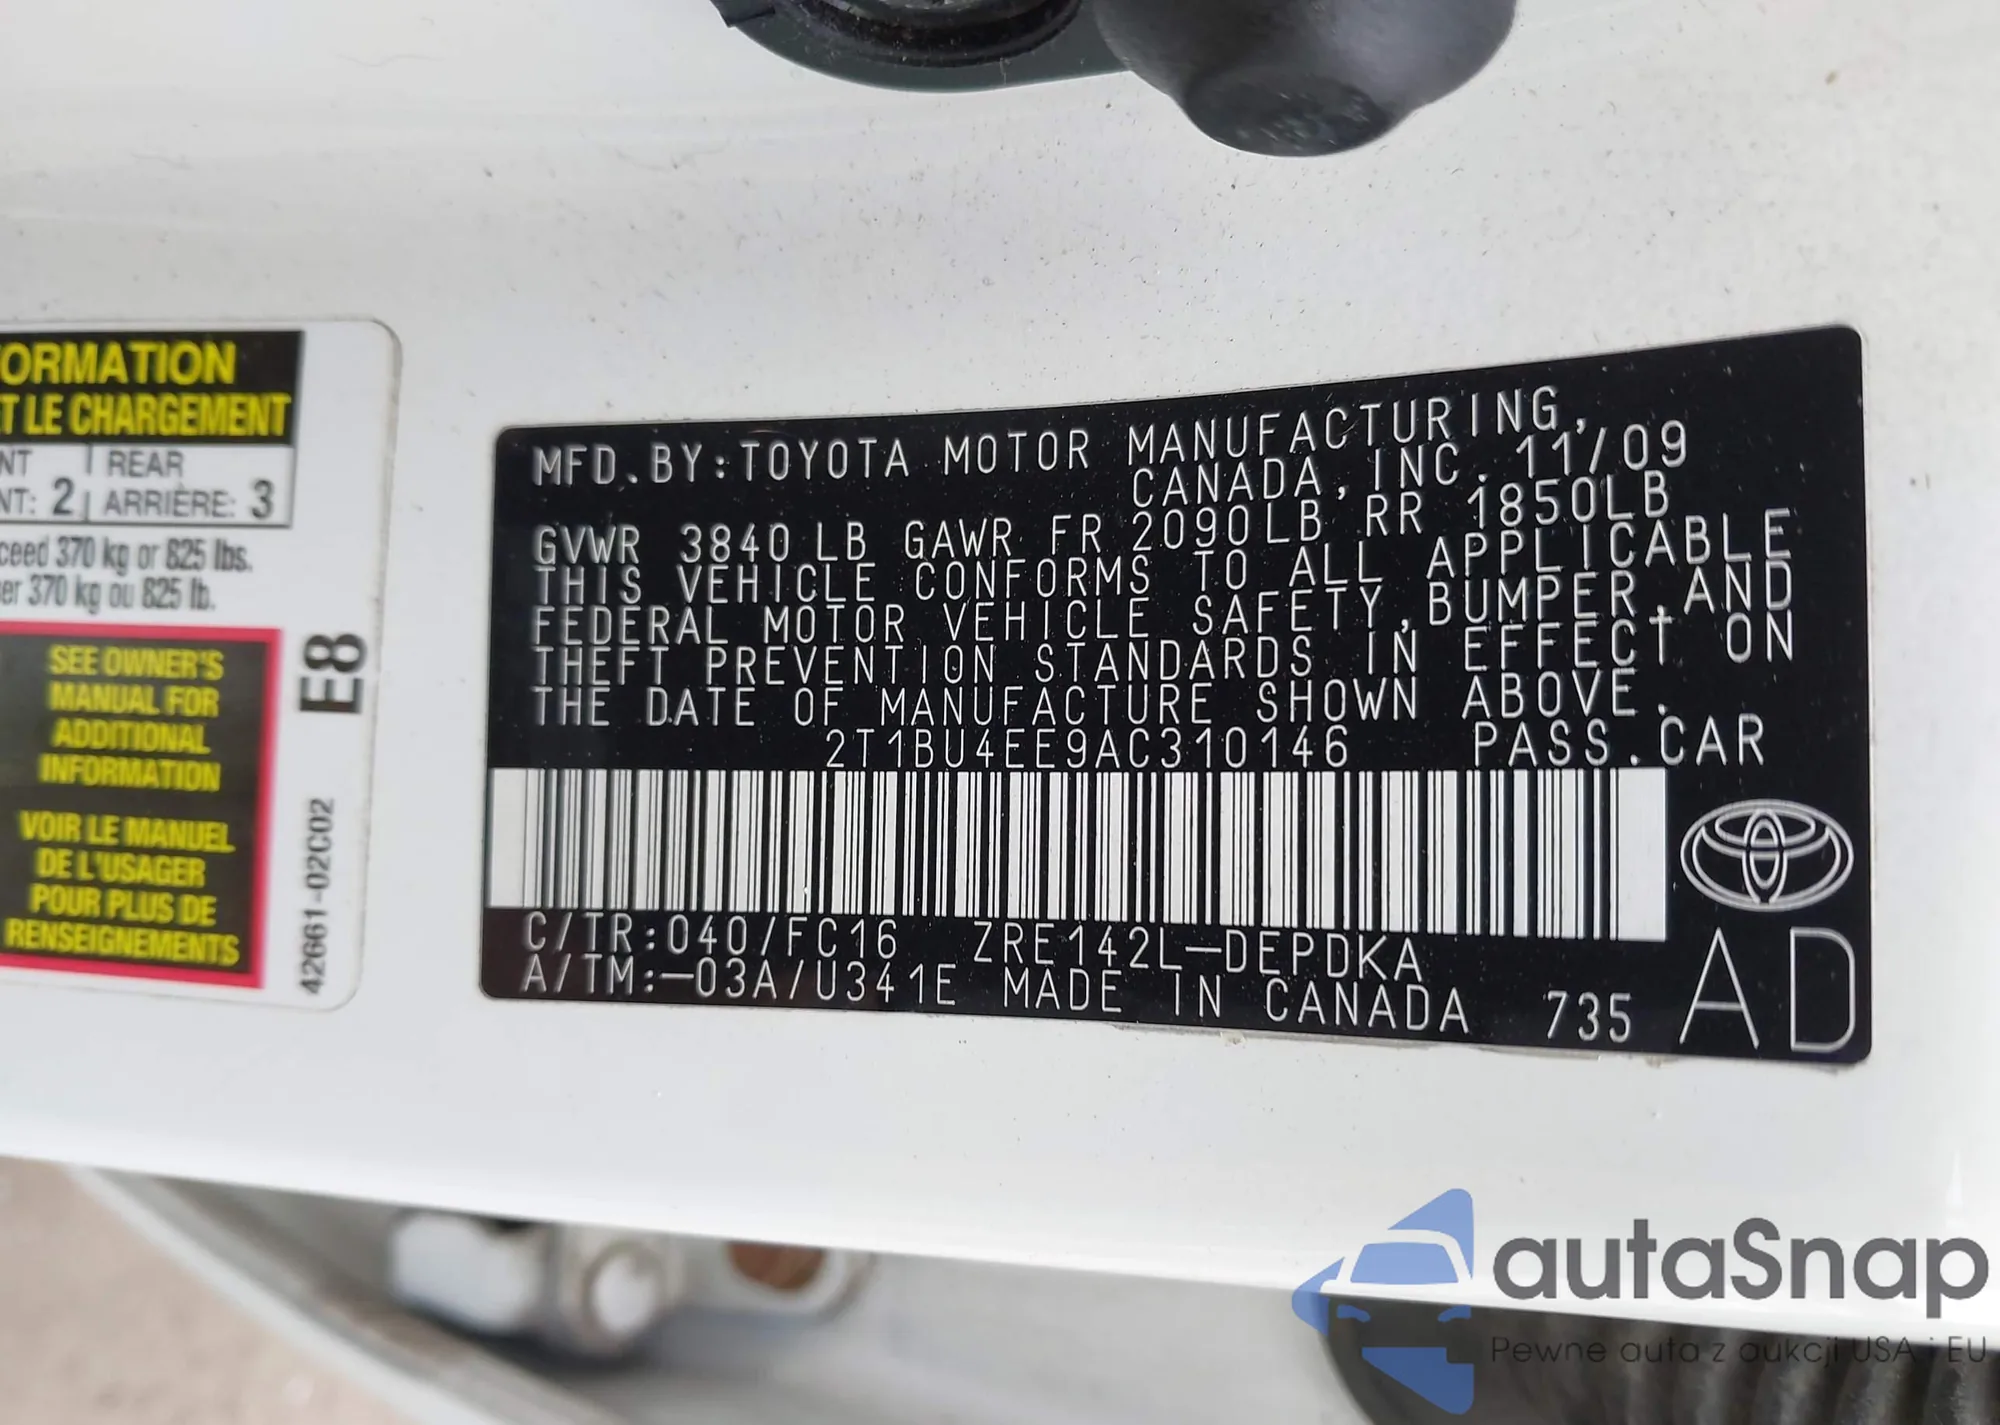 ORMATION
ET LE CHARGEMENT
NT | REAR
NT: 2 | ARRIÈRE: 3
ceed 370 kg or 825 lbs.
er 370 kg ou 825 lb.
SEE OWNER'S
MANUAL FOR
ADDITIONAL
INFORMATION
VOIR LE MANUEL
DE L'USAGER
POUR PLUS DE
RENSEIGNEMENTS
E8
42661-02C02
MFD.BY:TOYOTA MOTOR MANUFACTURING,
CANADA,INC. 11/09
GVWR 3840LB GAWR FR 2090LB RR 1850LB
THIS VEHICLE CONFORMS TO ALL APPLICABLE
FEDERAL MOTOR VEHICLE SAFETY,BUMPER,AND
THEFT PREVENTION STANDARDS IN EFFECT ON
THE DATE OF MANUFACTURE SHOWN ABOVE.
2T1BU4EE9AC310146 PASS.CAR
C/TR:040/FC16 ZRE142L-DEPDKA
A/TM:-03A/U341E MADE IN CANADA 735 AD
autaSnap
Pewne auta z aukcji USA i EU